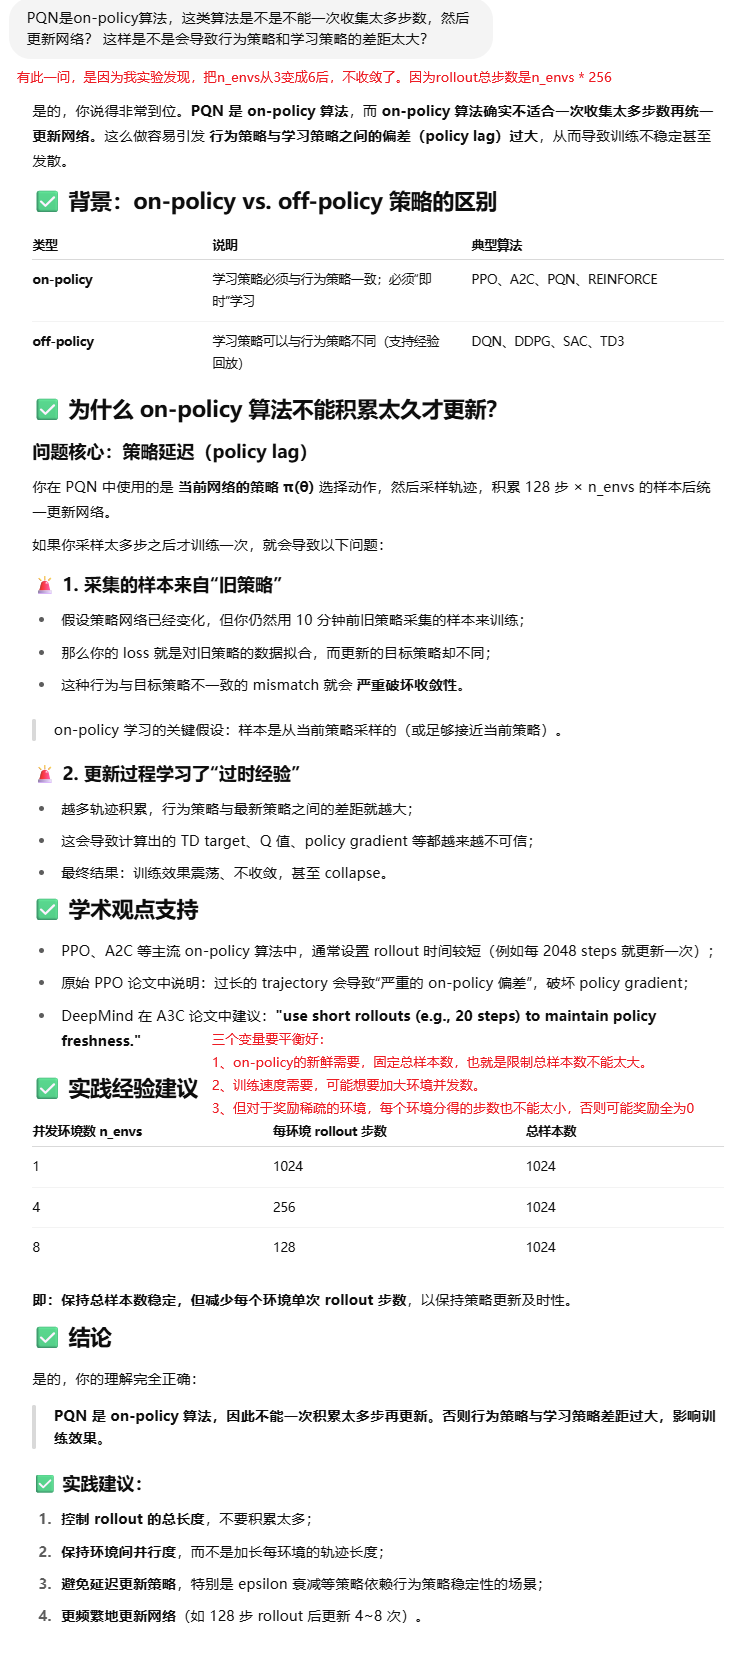 PQN是on-policy算法，这类算法是不是不能一次收集太多步数，然后
更新网络？ 这样是不是会导致行为策略和学习策略的差距太大？
有此一问，是因为我实验发现，把n_envs从3变成6后，不收敛了。因为rollout总步数是n_envs * 256
是的，你说得非常到位。PQN 是 on-policy 算法，而 on-policy 算法确实不适合一次收集太多步数再统一
更新网络。这么做容易引发 行为策略与学习策略之间的偏差（policy lag）过大，从而导致训练不稳定甚至
发散。
✅ 背景：on-policy vs. off-policy 策略的区别
类型 说明 典型算法
on-policy 学习策略必须与行为策略一致；必须“即 PPO、A2C、PQN、REINFORCE
时”学习
off-policy 学习策略可以与行为策略不同（支持经验 DQN、DDPG、SAC、TD3
回放）
✅ 为什么 on-policy 算法不能积累太久才更新？
问题核心：策略延迟（policy lag）
你在 PQN 中使用的是 当前网络的策略 π(θ) 选择动作，然后采样轨迹，积累 128 步 × n_envs 的样本后统
一更新网络。
如果你采样太多步之后才训练一次，就会导致以下问题：
🚨 1. 采集的样本来自“旧策略”
• 假设策略网络已经变化，但你仍然用 10 分钟前旧策略采集的样本来训练；
• 那么你的 loss 就是对旧策略的数据拟合，而更新的目标策略却不同；
• 这种行为与目标策略不一致的 mismatch 就会 严重破坏收敛性。
on-policy 学习的关键假设：样本是从当前策略采样的（或足够接近当前策略）。
🚨 2. 更新过程学习了“过时经验”
• 越多轨迹积累，行为策略与最新策略之间的差距就越大；
• 这会导致计算出的 TD target、Q 值、policy gradient 等都越来越不可信；
• 最终结果：训练效果震荡、不收敛，甚至 collapse。
✅ 学术观点支持
• PPO、A2C 等主流 on-policy 算法中，通常设置 rollout 时间较短（例如每 2048 steps 就更新一次）；
• 原始 PPO 论文中说明：过长的 trajectory 会导致“严重的 on-policy 偏差”，破坏 policy gradient；
• DeepMind 在 A3C 论文中建议："use short rollouts (e.g., 20 steps) to maintain policy
freshness."
三个变量要平衡好：
1、on-policy的新鲜需要，固定总样本数，也就是限制总样本数不能太大。
2、训练速度需要，可能想要加大环境并发数。
3、但对于奖励稀疏的环境，每个环境分得的步数也不能太小，否则可能奖励全为0
✅ 实践经验建议
并发环境数 n_envs 每环境 rollout 步数 总样本数
1 1024 1024
4 256 1024
8 128 1024
即：保持总样本数稳定，但减少每个环境单次 rollout 步数，以保持策略更新及时性。
✅ 结论
是的，你的理解完全正确：
PQN 是 on-policy 算法，因此不能一次积累太多步再更新。否则行为策略与学习策略差距过大，影响训
练效果。
✅ 实践建议：
1. 控制 rollout 的总长度，不要积累太多；
2. 保持环境间并行度，而不是加长每环境的轨迹长度；
3. 避免延迟更新策略，特别是 epsilon 衰减等策略依赖行为策略稳定性的场景；
4. 更频繁地更新网络（如 128 步 rollout 后更新 4~8 次）。